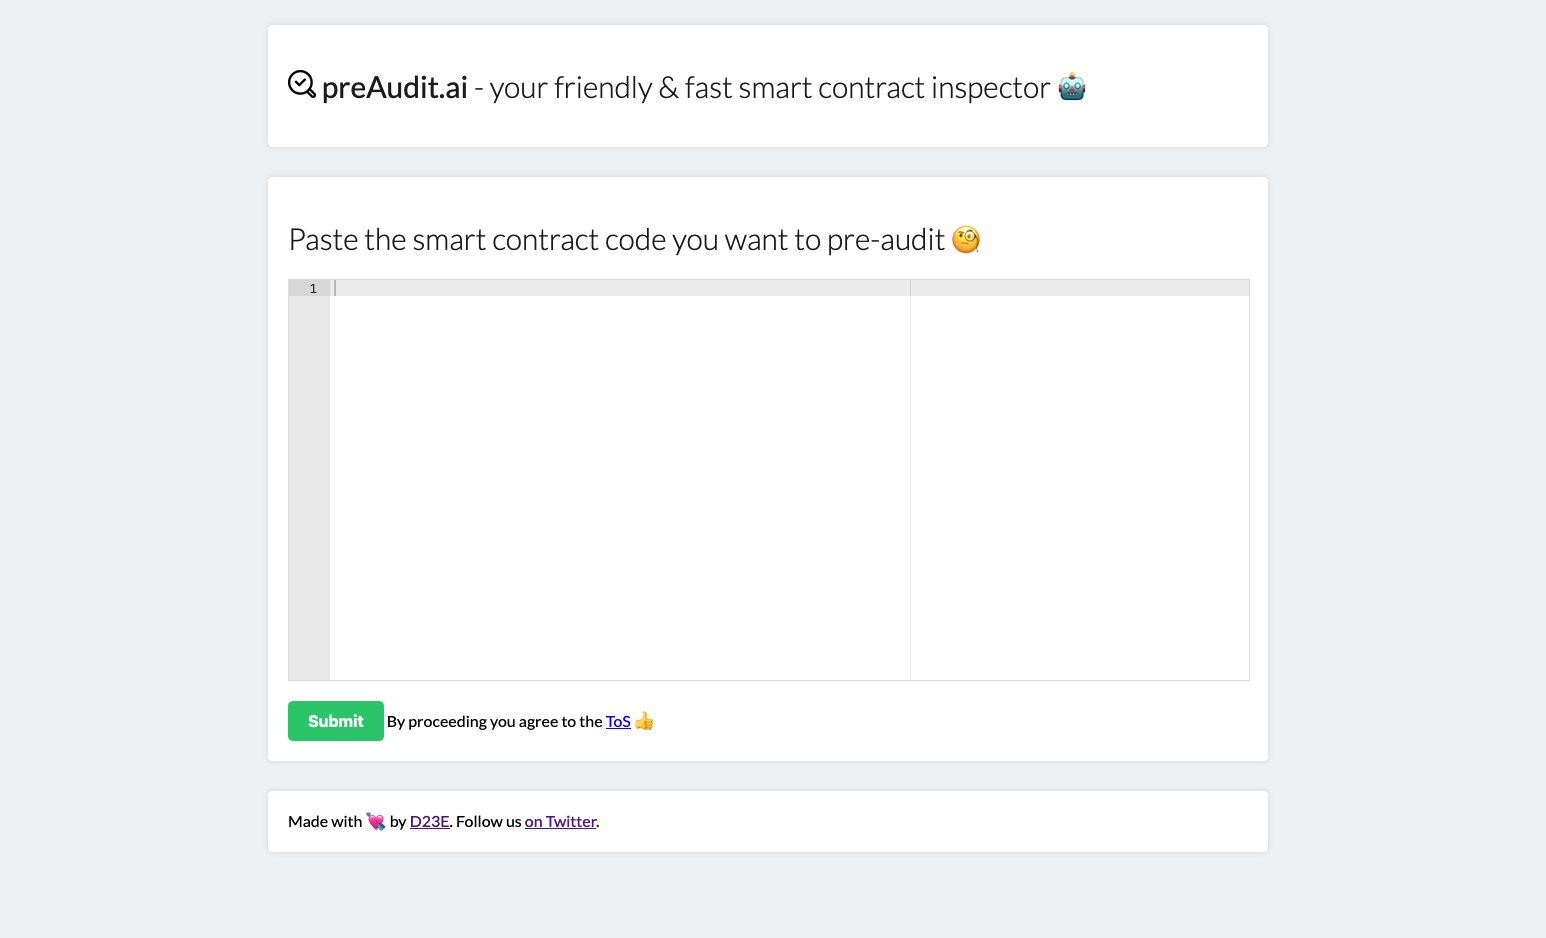 preAudit.ai - your friendly & fast smart contract inspector 🤖
Paste the smart contract code you want to pre-audit 🧐
1
Submit By proceeding you agree to the ToS 👍
Made with 💘 by D23E. Follow us on Twitter.